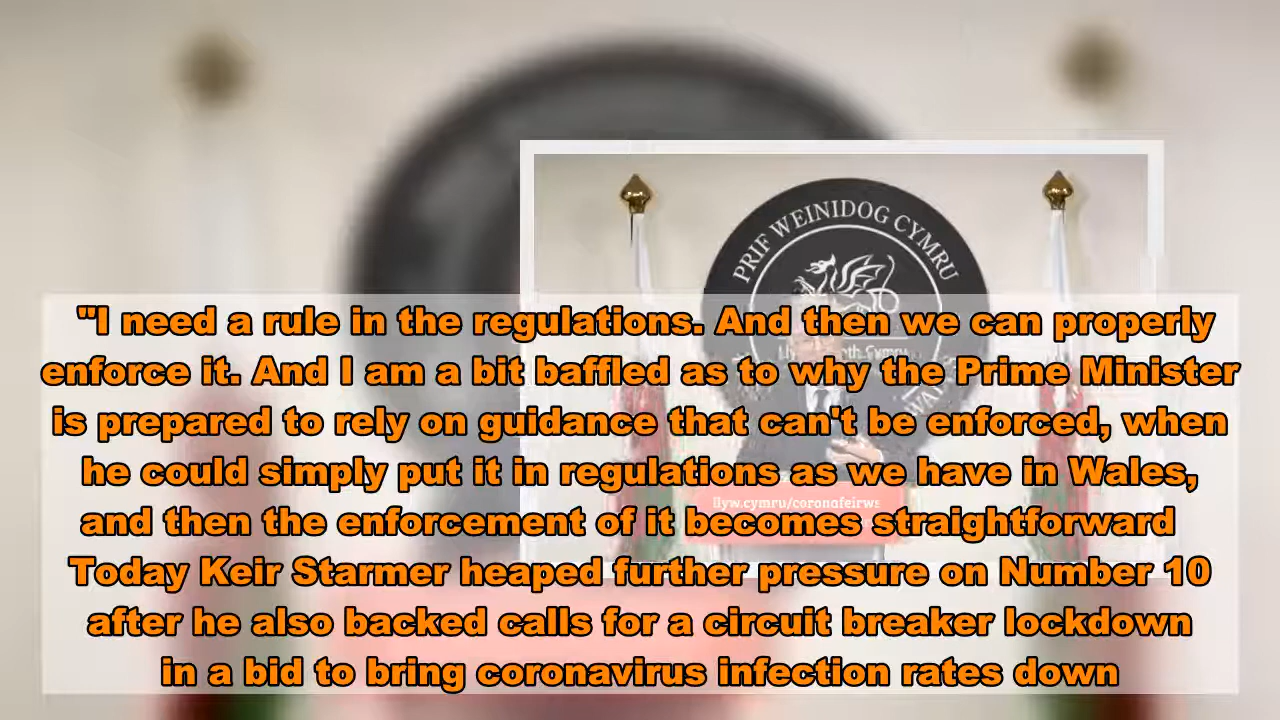 PRIF WEINIDOG CYMRU
"I need a rule in the regulations. And then we can properly
enforce it. And I am a bit baffled as to why the Prime Minister
is prepared to rely on guidance that can't be enforced, when
he could simply put it in regulations as we have in Wales,
and then the enforcement of it becomes straightforward
llyw.cymru/coronafeirws
Today Keir Starmer heaped further pressure on Number 10
after he also backed calls for a circuit breaker lockdown
in a bid to bring coronavirus infection rates down